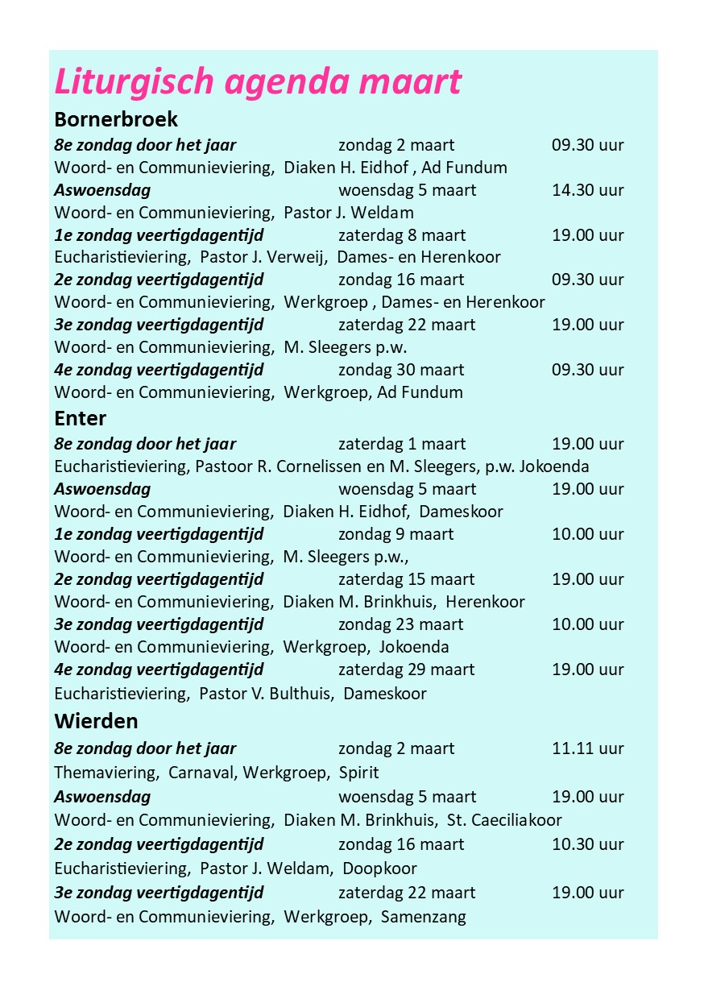 Liturgisch agenda maart
Bornerbroek
8e zondag door het jaar zondag 2 maart 09.30 uur
Woord- en Communieviering, Diaken H. Eidhof , Ad Fundum
Aswoensdag woensdag 5 maart 14.30 uur
Woord- en Communieviering, Pastor J. Weldam
1e zondag veertigdagentijd zaterdag 8 maart 19.00 uur
Eucharistieviering, Pastor J. Verweij, Dames- en Herenkoor
2e zondag veertigdagentijd zondag 16 maart 09.30 uur
Woord- en Communieviering, Werkgroep , Dames- en Herenkoor
3e zondag veertigdagentijd zaterdag 22 maart 19.00 uur
Woord- en Communieviering, M. Sleegers p.w.
4e zondag veertigdagentijd zondag 30 maart 09.30 uur
Woord- en Communieviering, Werkgroep, Ad Fundum
Enter
8e zondag door het jaar zaterdag 1 maart 19.00 uur
Eucharistieviering, Pastoor R. Cornelissen en M. Sleegers, p.w. Jokoenda
Aswoensdag woensdag 5 maart 19.00 uur
Woord- en Communieviering, Diaken H. Eidhof, Dameskoor
1e zondag veertigdagentijd zondag 9 maart 10.00 uur
Woord- en Communieviering, M. Sleegers p.w.,
2e zondag veertigdagentijd zaterdag 15 maart 19.00 uur
Woord- en Communieviering, Diaken M. Brinkhuis, Herenkoor
3e zondag veertigdagentijd zondag 23 maart 10.00 uur
Woord- en Communieviering, Werkgroep, Jokoenda
4e zondag veertigdagentijd zaterdag 29 maart 19.00 uur
Eucharistieviering, Pastor V. Bulthuis, Dameskoor
Wierden
8e zondag door het jaar zondag 2 maart 11.11 uur
Themaviering, Carnaval, Werkgroep, Spirit
Aswoensdag woensdag 5 maart 19.00 uur
Woord- en Communieviering, Diaken M. Brinkhuis, St. Caeciliakoor
2e zondag veertigdagentijd zondag 16 maart 10.30 uur
Eucharistieviering, Pastor J. Weldam, Doopkoor
3e zondag veertigdagentijd zaterdag 22 maart 19.00 uur
Woord- en Communieviering, Werkgroep, Samenzang